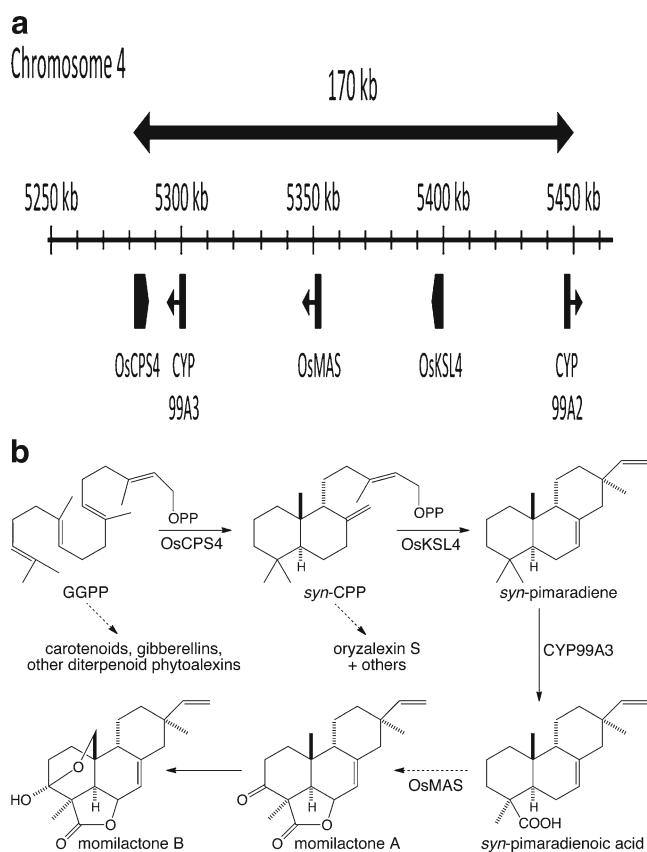 a
Chromosome 4
170 kb
5250 kb 5300 kb 5350 kb 5400 kb 5450 kb
OsCPS4 CYP OsMAS OsKSL4 CYP
99A3 99A2
b
OPP OPP
OsCPS4 OsKSL4
H
GGPP syn-CPP syn-pimaradiene
carotenoids, gibberellins, oryzalexin S CYP99A3
other diterpenoid phytoalexins + others
O
HO O OsMAS
H H H
O O COOH
O momilactone B O momilactone A syn-pimaradienoic acid